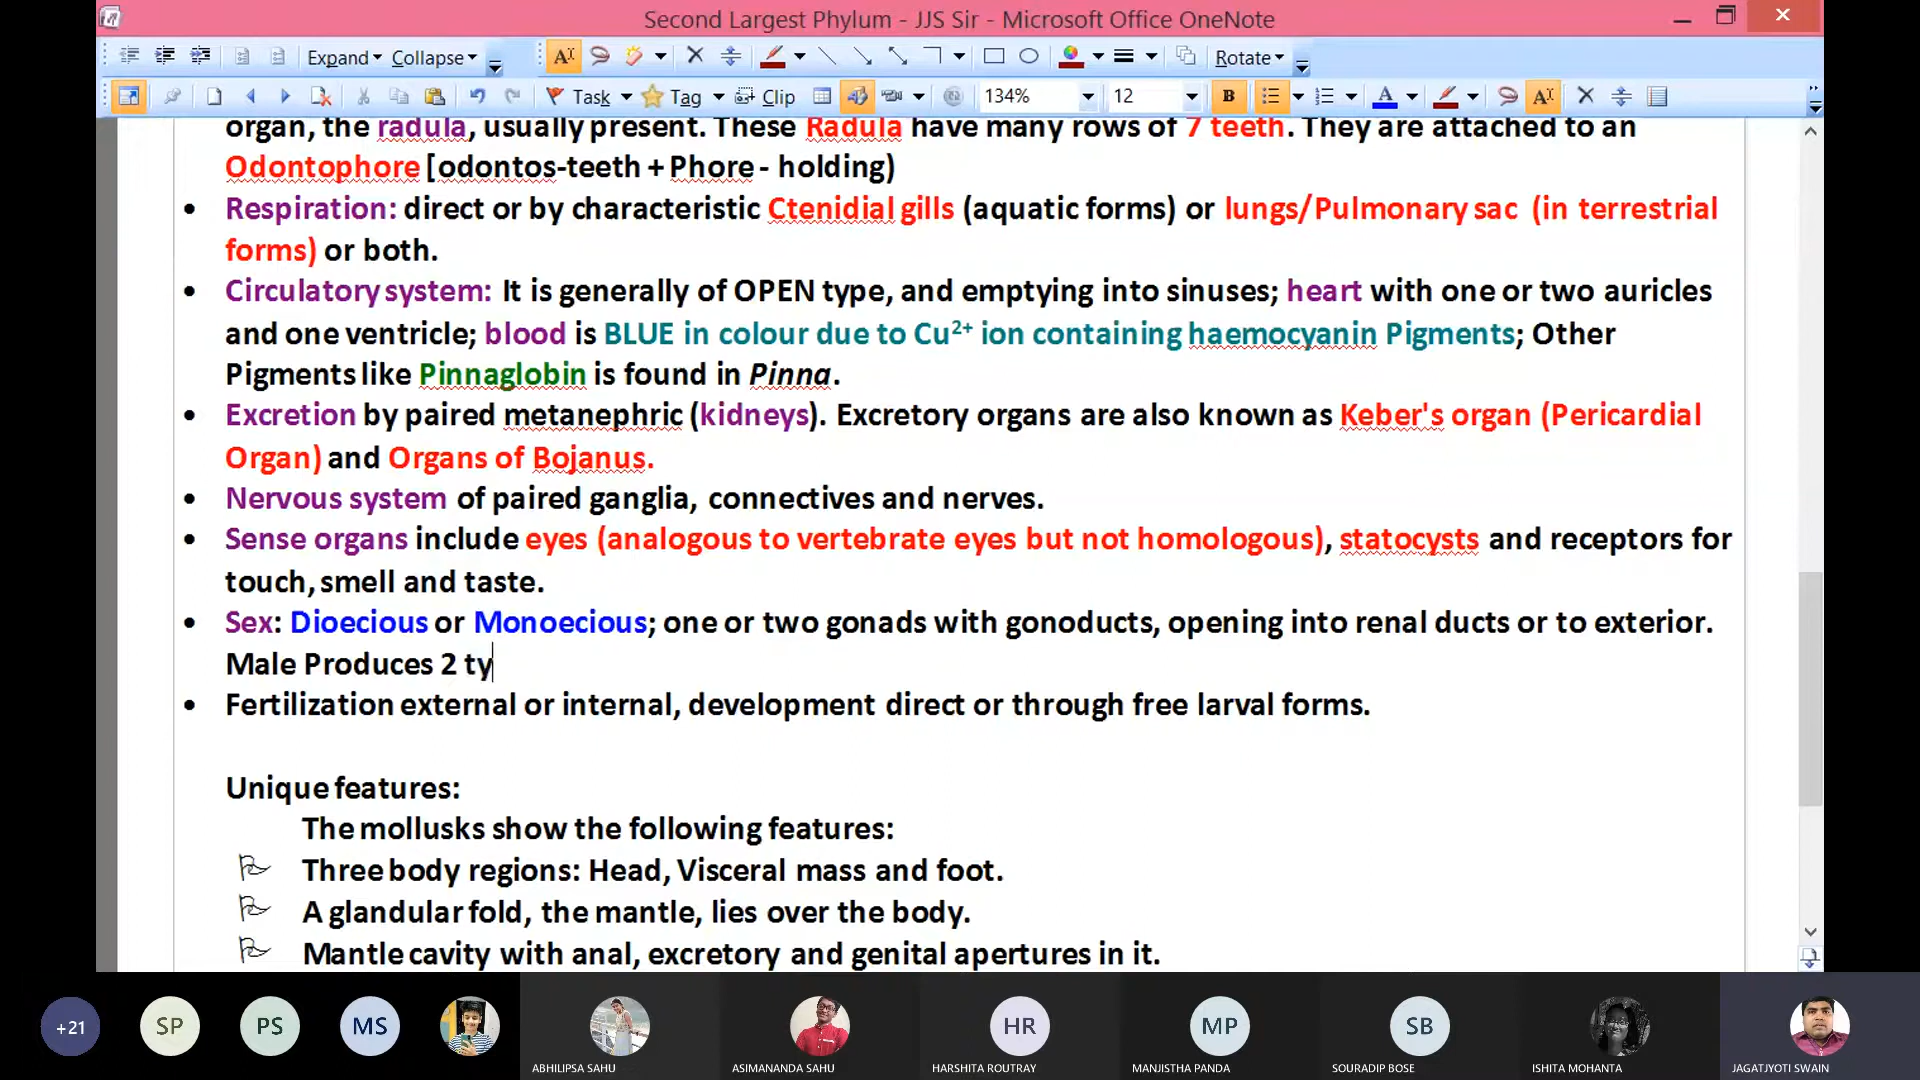 Second Largest Phylum - JJS Sir - Microsoft Office OneNote
Expand Collapse Rotate
Task Tag Clip 134% 12 B
organ, the radula, usually present. These Radula have many rows of 7 teeth. They are attached to an
Odontophore [odontos-teeth + Phore - holding)
• Respiration: direct or by characteristic Ctenidial gills (aquatic forms) or lungs/Pulmonary sac (in terrestrial
forms) or both.
• Circulatory system: It is generally of OPEN type, and emptying into sinuses; heart with one or two auricles
and one ventricle; blood is BLUE in colour due to Cu²⁺ ion containing haemocyanin Pigments; Other
Pigments like Pinnaglobin is found in Pinna.
• Excretion by paired metanephric (kidneys). Excretory organs are also known as Keber's organ (Pericardial
Organ) and Organs of Bojanus.
• Nervous system of paired ganglia, connectives and nerves.
• Sense organs include eyes (analogous to vertebrate eyes but not homologous), statocysts and receptors for
touch, smell and taste.
• Sex: Dioecious or Monoecious; one or two gonads with gonoducts, opening into renal ducts or to exterior.
Male Produces 2 ty
• Fertilization external or internal, development direct or through free larval forms.
Unique features:
The mollusks show the following features:
Three body regions: Head, Visceral mass and foot.
A glandular fold, the mantle, lies over the body.
Mantle cavity with anal, excretory and genital apertures in it.
+21 SP PS MS HR MP SB
ABHILIPSA SAHU ASIMANANDA SAHU HARSHITA ROUTRAY MANJISTHA PANDA SOURADIP BOSE ISHITA MOHANTA JAGATJYOTI SWAIN